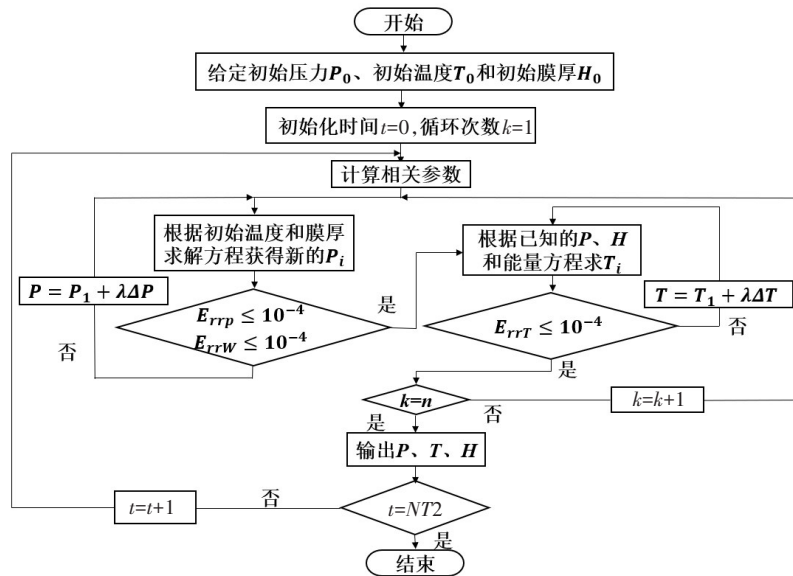 开始
给定初始压力P₀、初始温度T₀和初始膜厚H₀
初始化时间t=0,循环次数k=1
计算相关参数
根据初始温度和膜厚
求解方程获得新的Pᵢ
根据已知的P、H
和能量方程求Tᵢ
P = P₁ + λΔP
T = T₁ + λΔT
E_rrp ≤ 10⁻⁴
E_rrW ≤ 10⁻⁴
是
否
E_rrT ≤ 10⁻⁴
否
是
k=n
否
k=k+1
是
输出P、T、H
t=t+1
否
t=NT2
是
结束